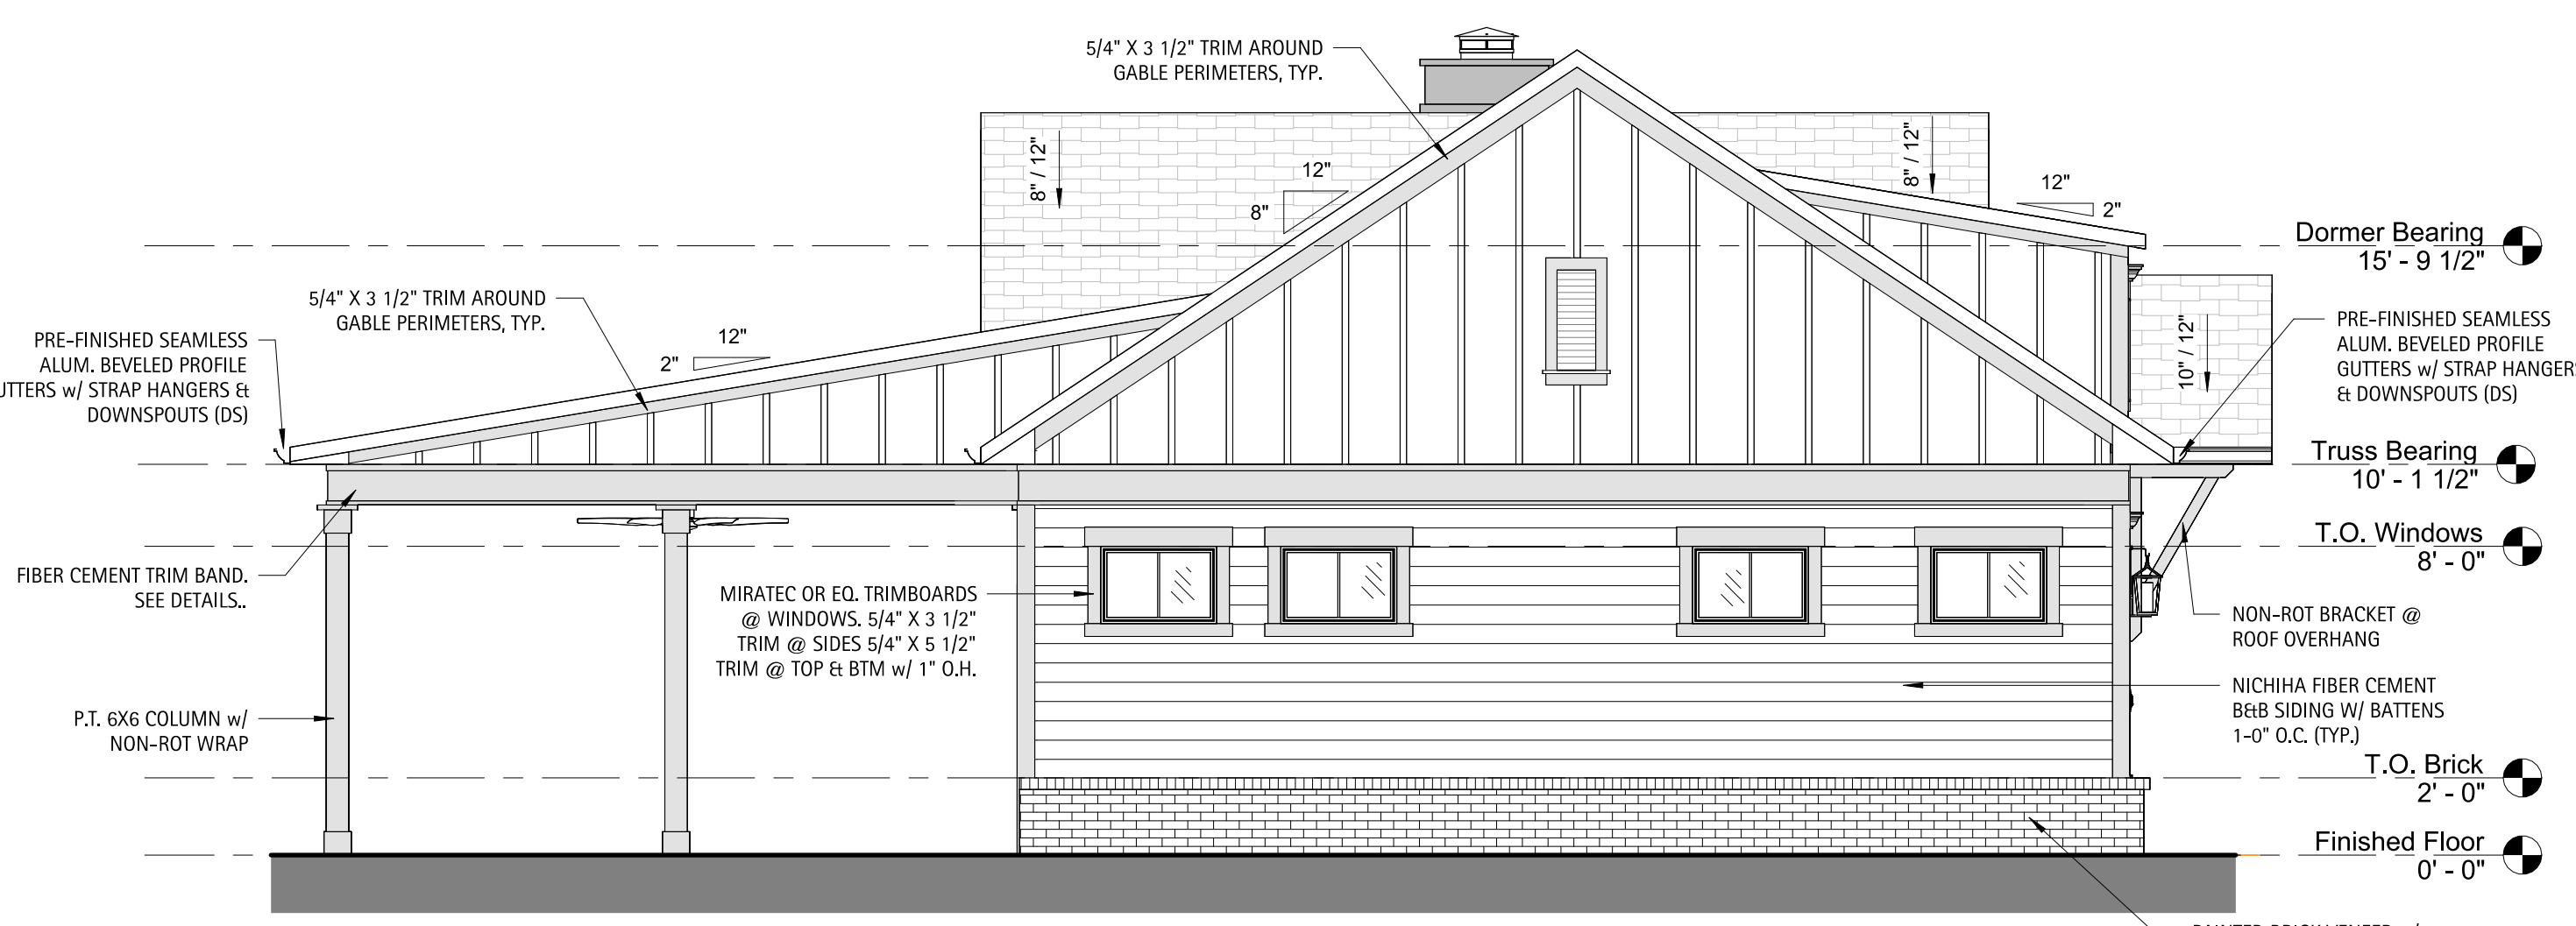 5/4" X 3 1/2" TRIM AROUND
GABLE PERIMETERS, TYP.
8" / 12"
12"
8"
8" / 12"
12"
2"
Dormer Bearing
15' - 9 1/2"
5/4" X 3 1/2" TRIM AROUND
GABLE PERIMETERS, TYP.
12"
2"
PRE-FINISHED SEAMLESS
ALUM. BEVELED PROFILE
UTTERS w/ STRAP HANGERS &
DOWNSPOUTS (DS)
10" / 12"
PRE-FINISHED SEAMLESS
ALUM. BEVELED PROFILE
GUTTERS w/ STRAP HANGERS
& DOWNSPOUTS (DS)
Truss Bearing
10' - 1 1/2"
T.O. Windows
8' - 0"
FIBER CEMENT TRIM BAND.
SEE DETAILS..
MIRATEC OR EQ. TRIMBOARDS
@ WINDOWS. 5/4" X 3 1/2"
TRIM @ SIDES 5/4" X 5 1/2"
TRIM @ TOP & BTM w/ 1" O.H.
NON-ROT BRACKET @
ROOF OVERHANG
P.T. 6X6 COLUMN w/
NON-ROT WRAP
NICHIHA FIBER CEMENT
B&B SIDING W/ BATTENS
1-0" O.C. (TYP.)
T.O. Brick
2' - 0"
Finished Floor
0' - 0"